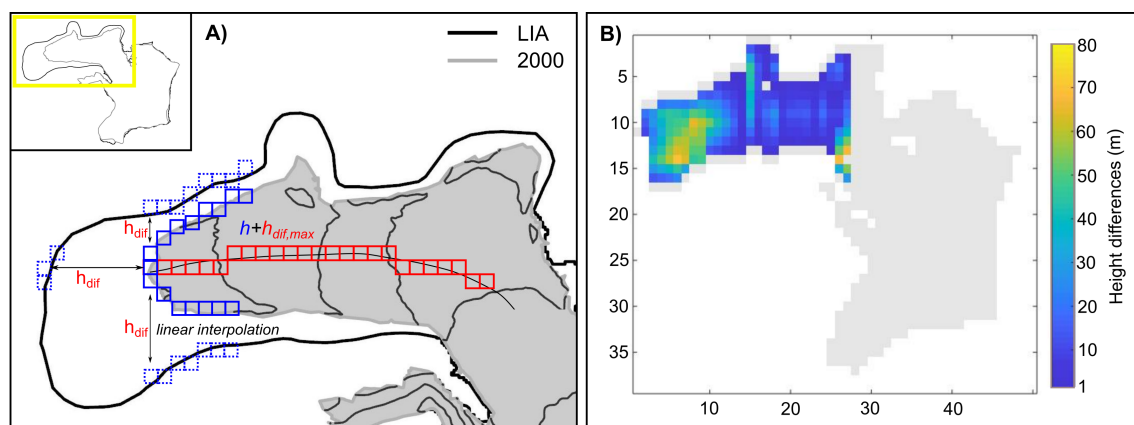 A)
LIA
2000
h_dif
h+h_dif,max
h_dif
h_dif
linear interpolation
B)
5
10
15
20
25
30
35
10
20
30
40
80
70
60
50
40
30
20
10
1
Height differences (m)